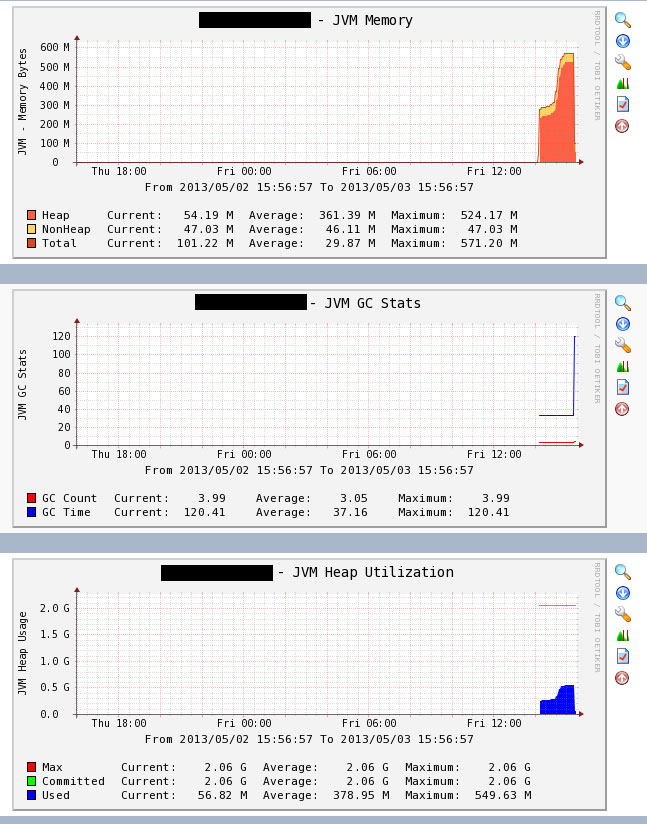 - JVM Memory
RRDTOOL / TOBI OETIKER
JVM - Memory Bytes
600 M
500 M
400 M
300 M
200 M
100 M
0
Thu 18:00 Fri 00:00 Fri 06:00 Fri 12:00
From 2013/05/02 15:56:57 To 2013/05/03 15:56:57
Heap Current: 54.19 M Average: 361.39 M Maximum: 524.17 M
NonHeap Current: 47.03 M Average: 46.11 M Maximum: 47.03 M
Total Current: 101.22 M Average: 29.87 M Maximum: 571.20 M
- JVM GC Stats
RRDTOOL / TOBI OETIKER
JVM GC Stats
120
100
80
60
40
20
0
Thu 18:00 Fri 00:00 Fri 06:00 Fri 12:00
From 2013/05/02 15:56:57 To 2013/05/03 15:56:57
GC Count Current: 3.99 Average: 3.05 Maximum: 3.99
GC Time Current: 120.41 Average: 37.16 Maximum: 120.41
- JVM Heap Utilization
RRDTOOL / TOBI OETIKER
JVM Heap Usage
2.0 G
1.5 G
1.0 G
0.5 G
0.0
Thu 18:00 Fri 00:00 Fri 06:00 Fri 12:00
From 2013/05/02 15:56:57 To 2013/05/03 15:56:57
Max Current: 2.06 G Average: 2.06 G Maximum: 2.06 G
Committed Current: 2.06 G Average: 2.06 G Maximum: 2.06 G
Used Current: 56.82 M Average: 378.95 M Maximum: 549.63 M